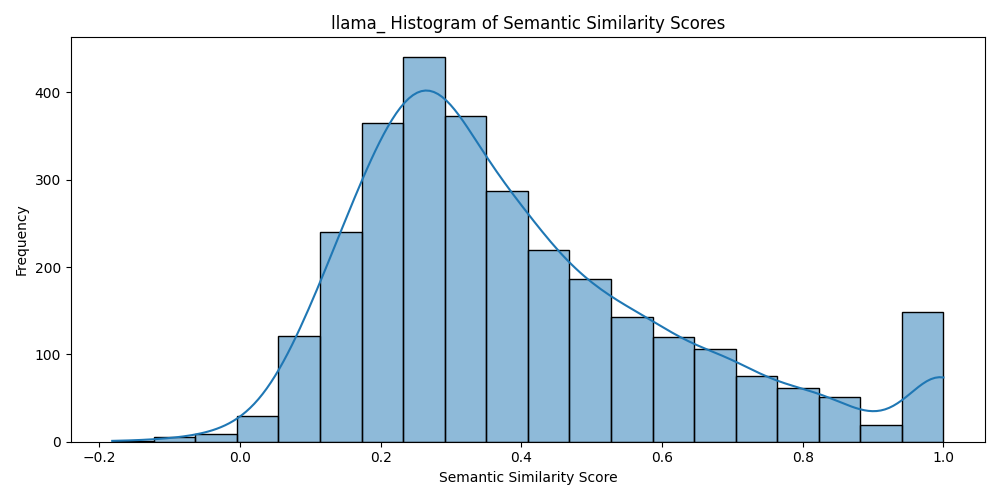 llama_ Histogram of Semantic Similarity Scores
Frequency
400
300
200
100
0
−0.2 0.0 0.2 0.4 0.6 0.8 1.0
Semantic Similarity Score